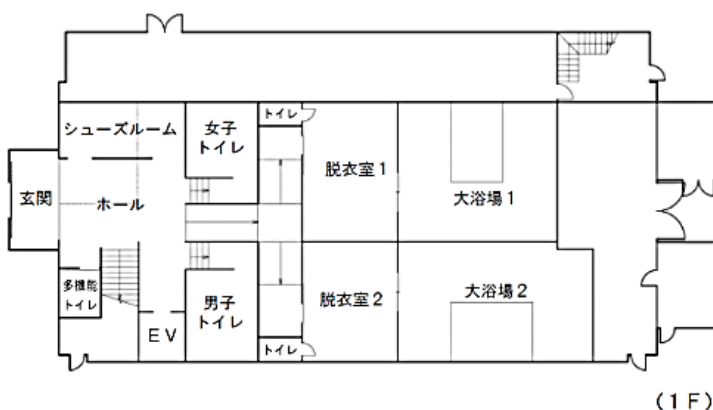 シューズルーム
女子
トイレ
トイレ
脱衣室1
大浴場1
玄関
ホール
多機能
トイレ
EV
男子
トイレ
トイレ
脱衣室2
大浴場2
(1F)